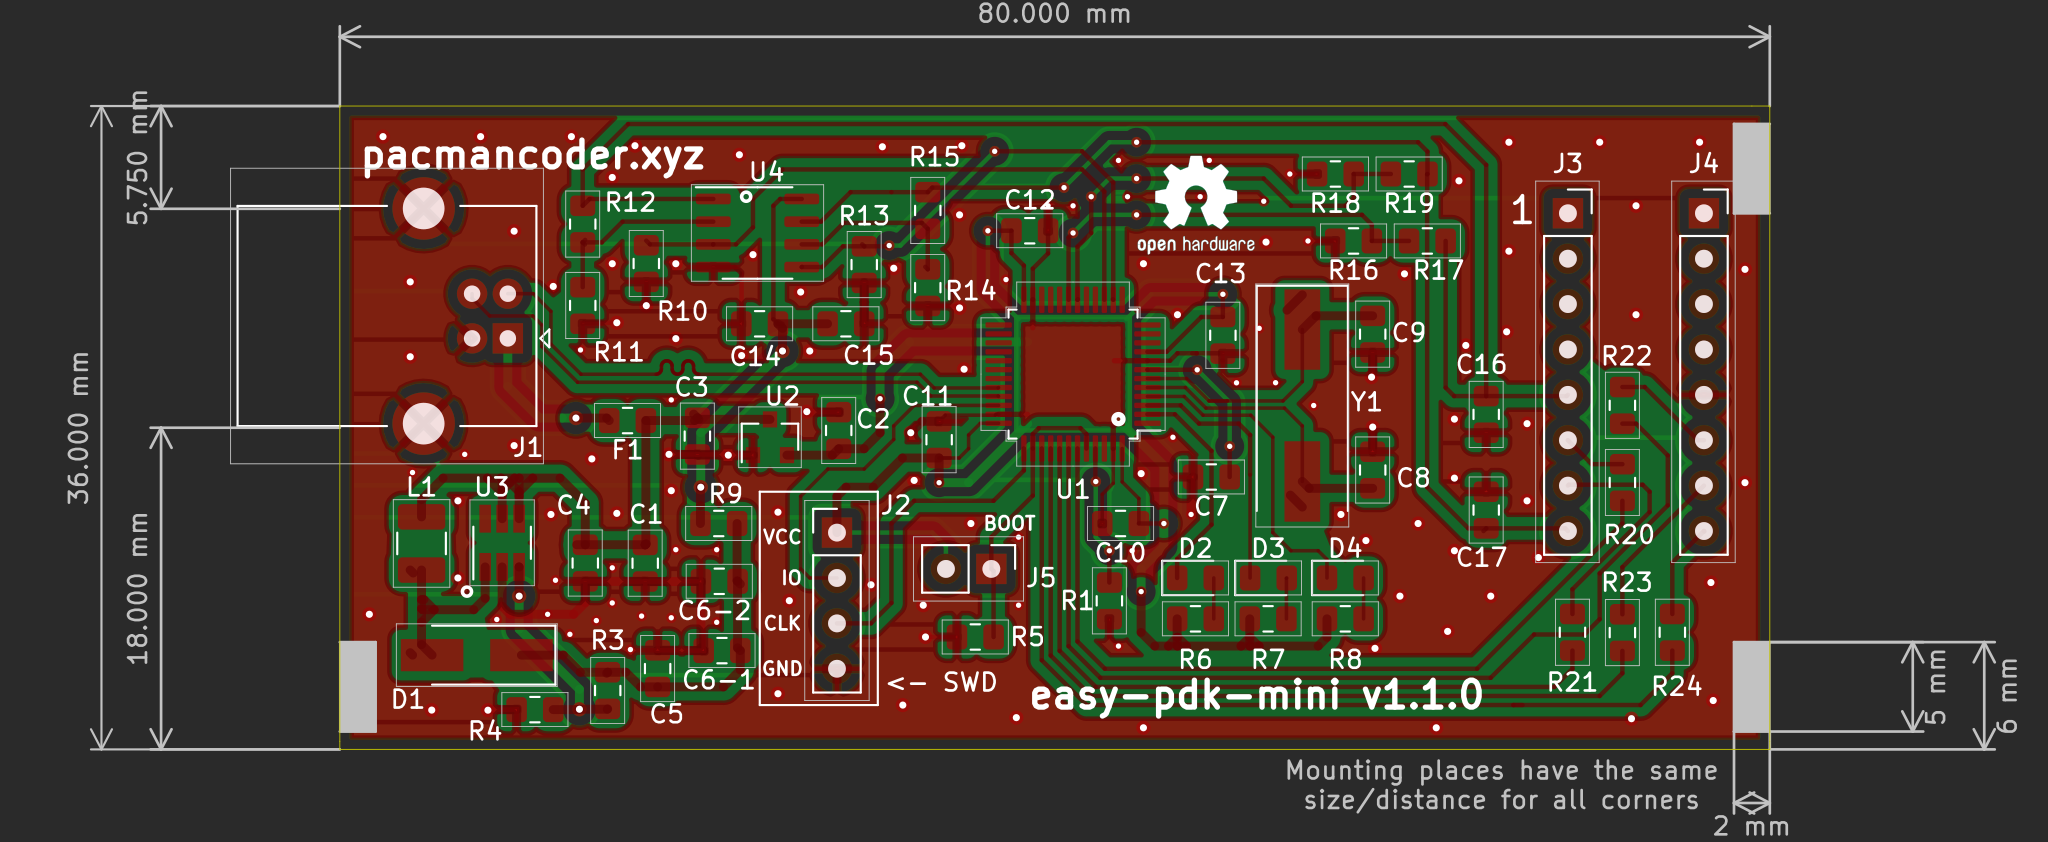 80.000 mm
5.750 mm
36.000 mm
18.000 mm
pacmancoder.xyz
U4
R15
R12
R13
C12
open hardware
R18
R19
J3
J4
1
R16
R17
C13
R10
R14
R11
C14
C15
C9
C16
R22
C3
U2
C2
C11
Y1
F1
J1
L1
U3
C4
C1
R9
J2
U1
C7
C8
R20
VCC
BOOT
C10
C17
D2
D3
D4
IO
J5
R1
R23
C6-2
CLK
R3
R5
GND
C6-1
R6
R7
R8
<- SWD
D1
C5
R4
easy-pdk-mini v1.1.0
R21
R24
5 mm
6 mm
Mounting places have the same
size/distance for all corners
2 mm